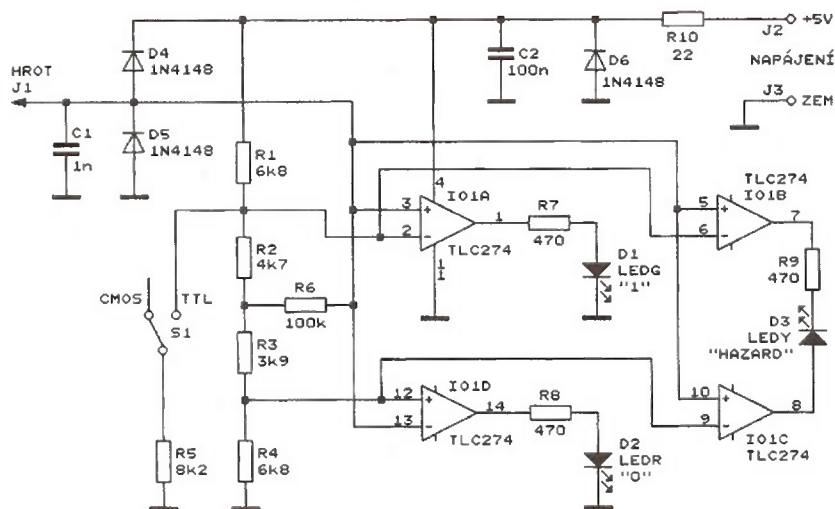 HROT
J1
D4
1N4148
C1
1n
D5
1N4148
C2
100n
D6
1N4148
R10
22
J2
+5V
NAPÁJENÍ
J3
ZEM
R1
6k8
R2
4k7
R6
100k
CMOS
TTL
S1
R3
3k9
R5
8k2
R4
6k8
4
IO1A
3
+
2
-
1
TLC274
11
R7
470
D1
LEDG
"1"
TLC274
IO1B
5
+
6
-
7
R9
470
D3
LEDY
"HAZARD"
IO1D
12
+
13
-
14
TLC274
R8
470
D2
LEDR
"0"
10
+
9
-
8
IO1C
TLC274